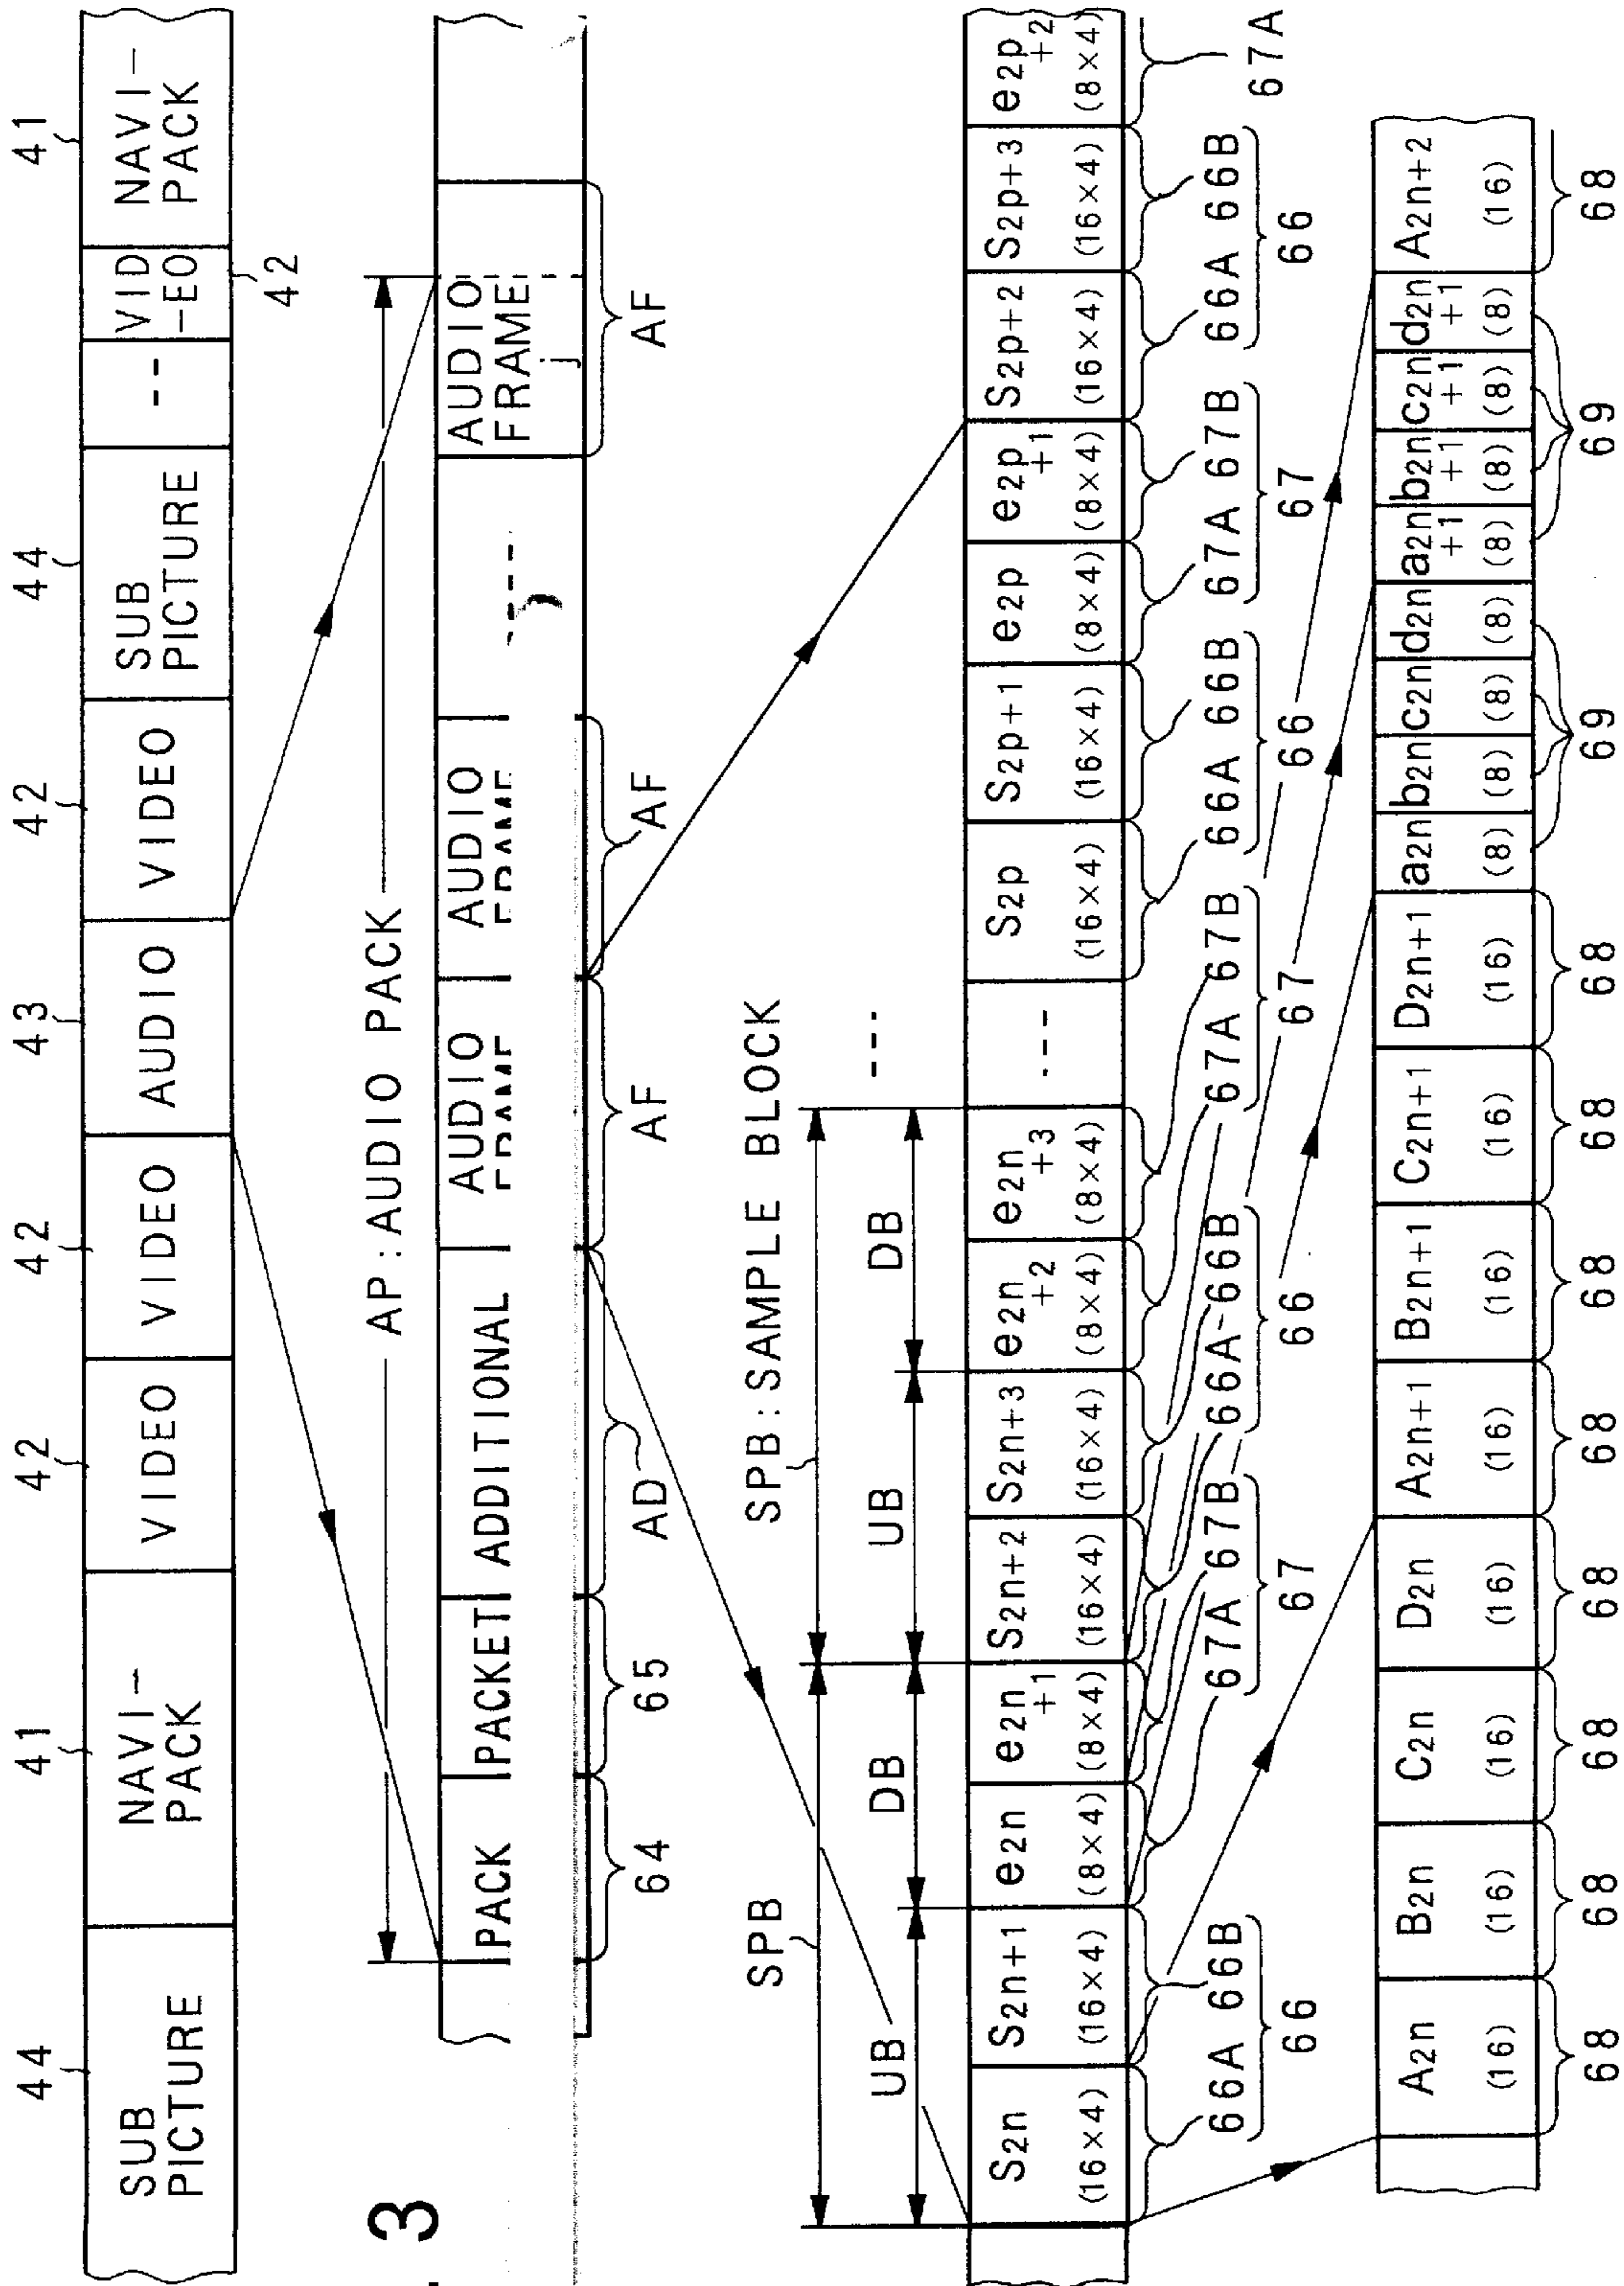 44 41 42 42 43 42 44 41
SUB PICTURE
NAVI- PACK
VIDEO
VIDEO
AUDIO
VIDEO
SUB PICTURE
--
VID -EO
NAVI- PACK
42
3
AP:AUDIO PACK
PACK
PACKET
ADDITIONAL
AUDIO
AUDIO
----
AUDIO FRAME
64 65 AD AF AF AF
SPB SPB:SAMPLE BLOCK
UB DB UB DB ---
S2n S2n+1 e2n e2n+1 S2n+2 S2n+3 e2n+2 e2n+3 --- S2p S2p+1 e2p e2p+1 S2p+2 S2p+3 e2p+2
(16×4) (16×4) (8×4) (8×4) (16×4) (16×4) (8×4) (8×4) (16×4) (16×4) (8×4) (8×4) (16×4) (16×4) (8×4)
66A 66B 67A 67B 66A 66B 67A 67B 66A 66B 67A 67B 66A 66B 67A
66 67 66 67 66 67 66
A2n B2n C2n D2n A2n+1 B2n+1 C2n+1 D2n+1 a2n b2n c2n d2n a2n+1 b2n+1 c2n+1 d2n+1 A2n+2
(16) (16) (16) (16) (16) (16) (16) (16) (8) (8) (8) (8) (8) (8) (8) (8) (16)
68 68 68 68 68 68 68 68 69 69 68